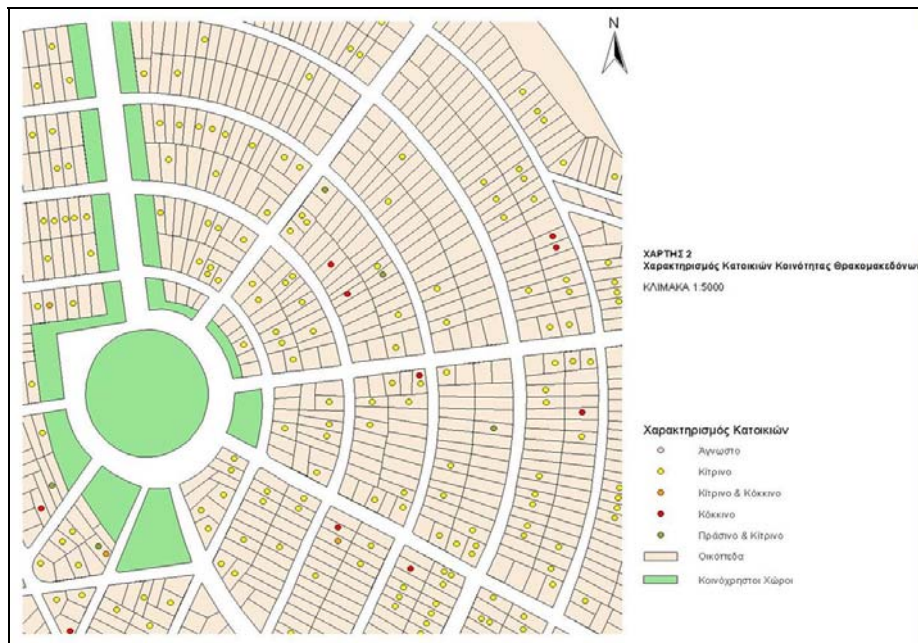 N
ΧΑΡΤΗΣ 2
Χαρακτηρισμός Κατοικιών Κοινότητας Θρακομακεδόνων
ΚΛΙΜΑΚΑ 1:5000
Χαρακτηρισμός Κατοικιών
Άγνωστο
Κίτρινο
Κίτρινο & Κόκκινο
Κόκκινο
Πράσινο & Κίτρινο
Οικόπεδα
Κοινόχρηστοι Χώροι